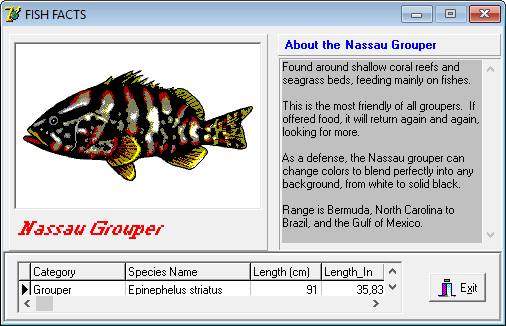 FISH FACTS
About the Nassau Grouper
Found around shallow coral reefs and
seagrass beds, feeding mainly on fishes.
This is the most friendly of all groupers. If
offered food, it will return again and again,
looking for more.
As a defense, the Nassau grouper can
change colors to blend perfectly into any
background, from white to solid black.
Range is Bermuda, North Carolina to
Brazil, and the Gulf of Mexico.
Nassau Grouper
Category Species Name Length (cm) Length_In
Grouper Epinephelus striatus 91 35,83
Exit